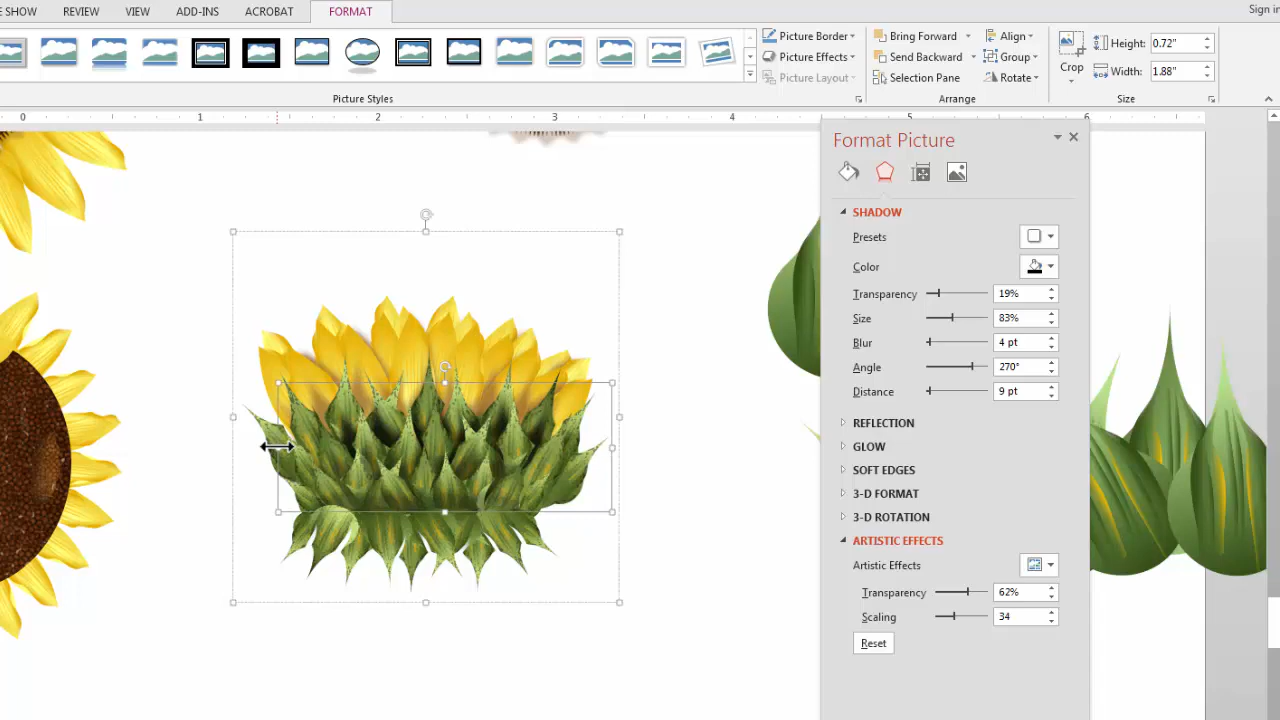 E SHOW REVIEW VIEW ADD-INS ACROBAT FORMAT Sign in
Picture Border Bring Forward Align Height: 0.72"
Picture Effects Send Backward Group Crop Width: 1.88"
Picture Layout Selection Pane Rotate
Picture Styles Arrange Size
0 1 2 3 4 5 6
Format Picture
SHADOW
Presets
Color
Transparency 19%
Size 83%
Blur 4 pt
Angle 270°
Distance 9 pt
REFLECTION
GLOW
SOFT EDGES
3-D FORMAT
3-D ROTATION
ARTISTIC EFFECTS
Artistic Effects
Transparency 62%
Scaling 34
Reset